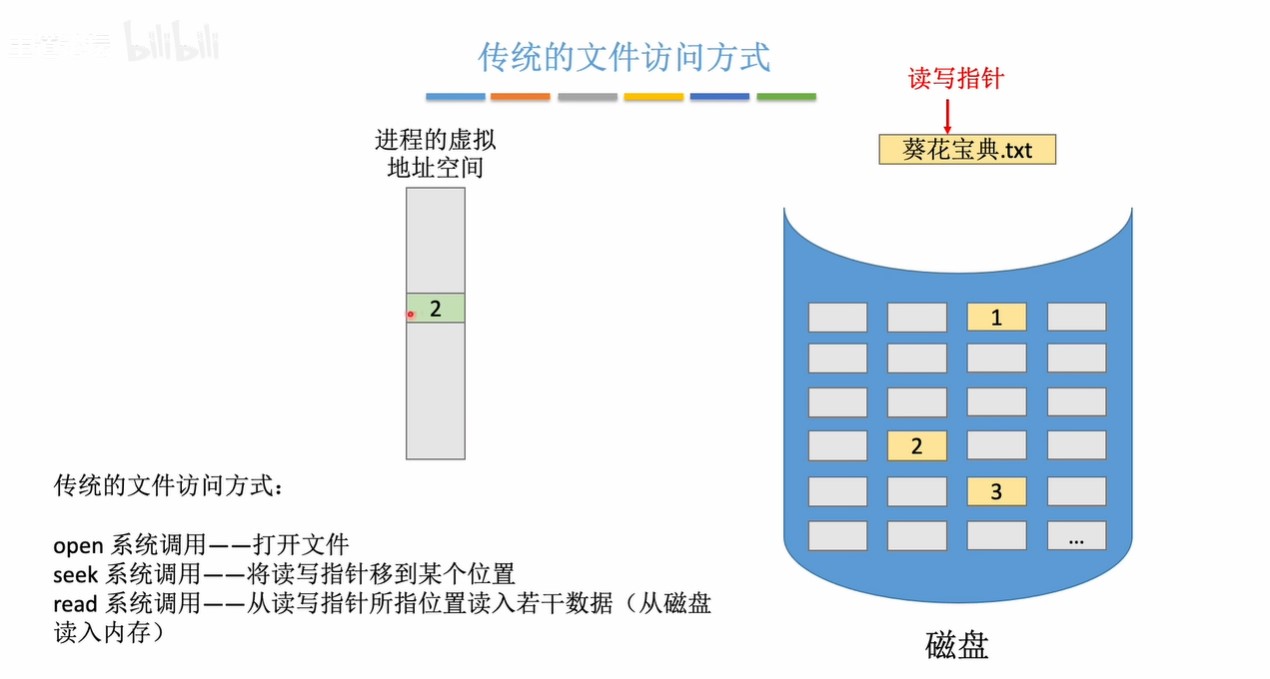 bilibili
传统的文件访问方式
读写指针
进程的虚拟
地址空间
葵花宝典.txt
2
1
2
3
...
传统的文件访问方式：
open 系统调用——打开文件
seek 系统调用——将读写指针移到某个位置
read 系统调用——从读写指针所指位置读入若干数据（从磁盘
读入内存）
磁盘